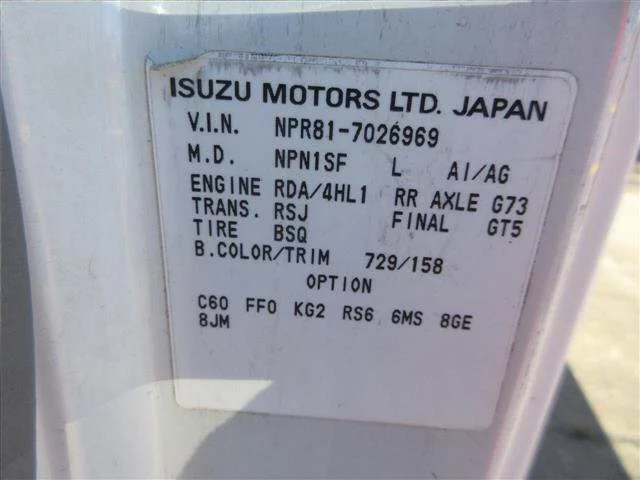 ISUZU MOTORS LTD. JAPAN
V.I.N. NPR81-7026969
M.D. NPN1SF L AI/AG
ENGINE RDA/4HL1 RR AXLE G73
TRANS. RSJ FINAL GT5
TIRE BSQ
B.COLOR/TRIM 729/158
OPTION
C60 FF0 KG2 RS6 6MS 8GE
8JM